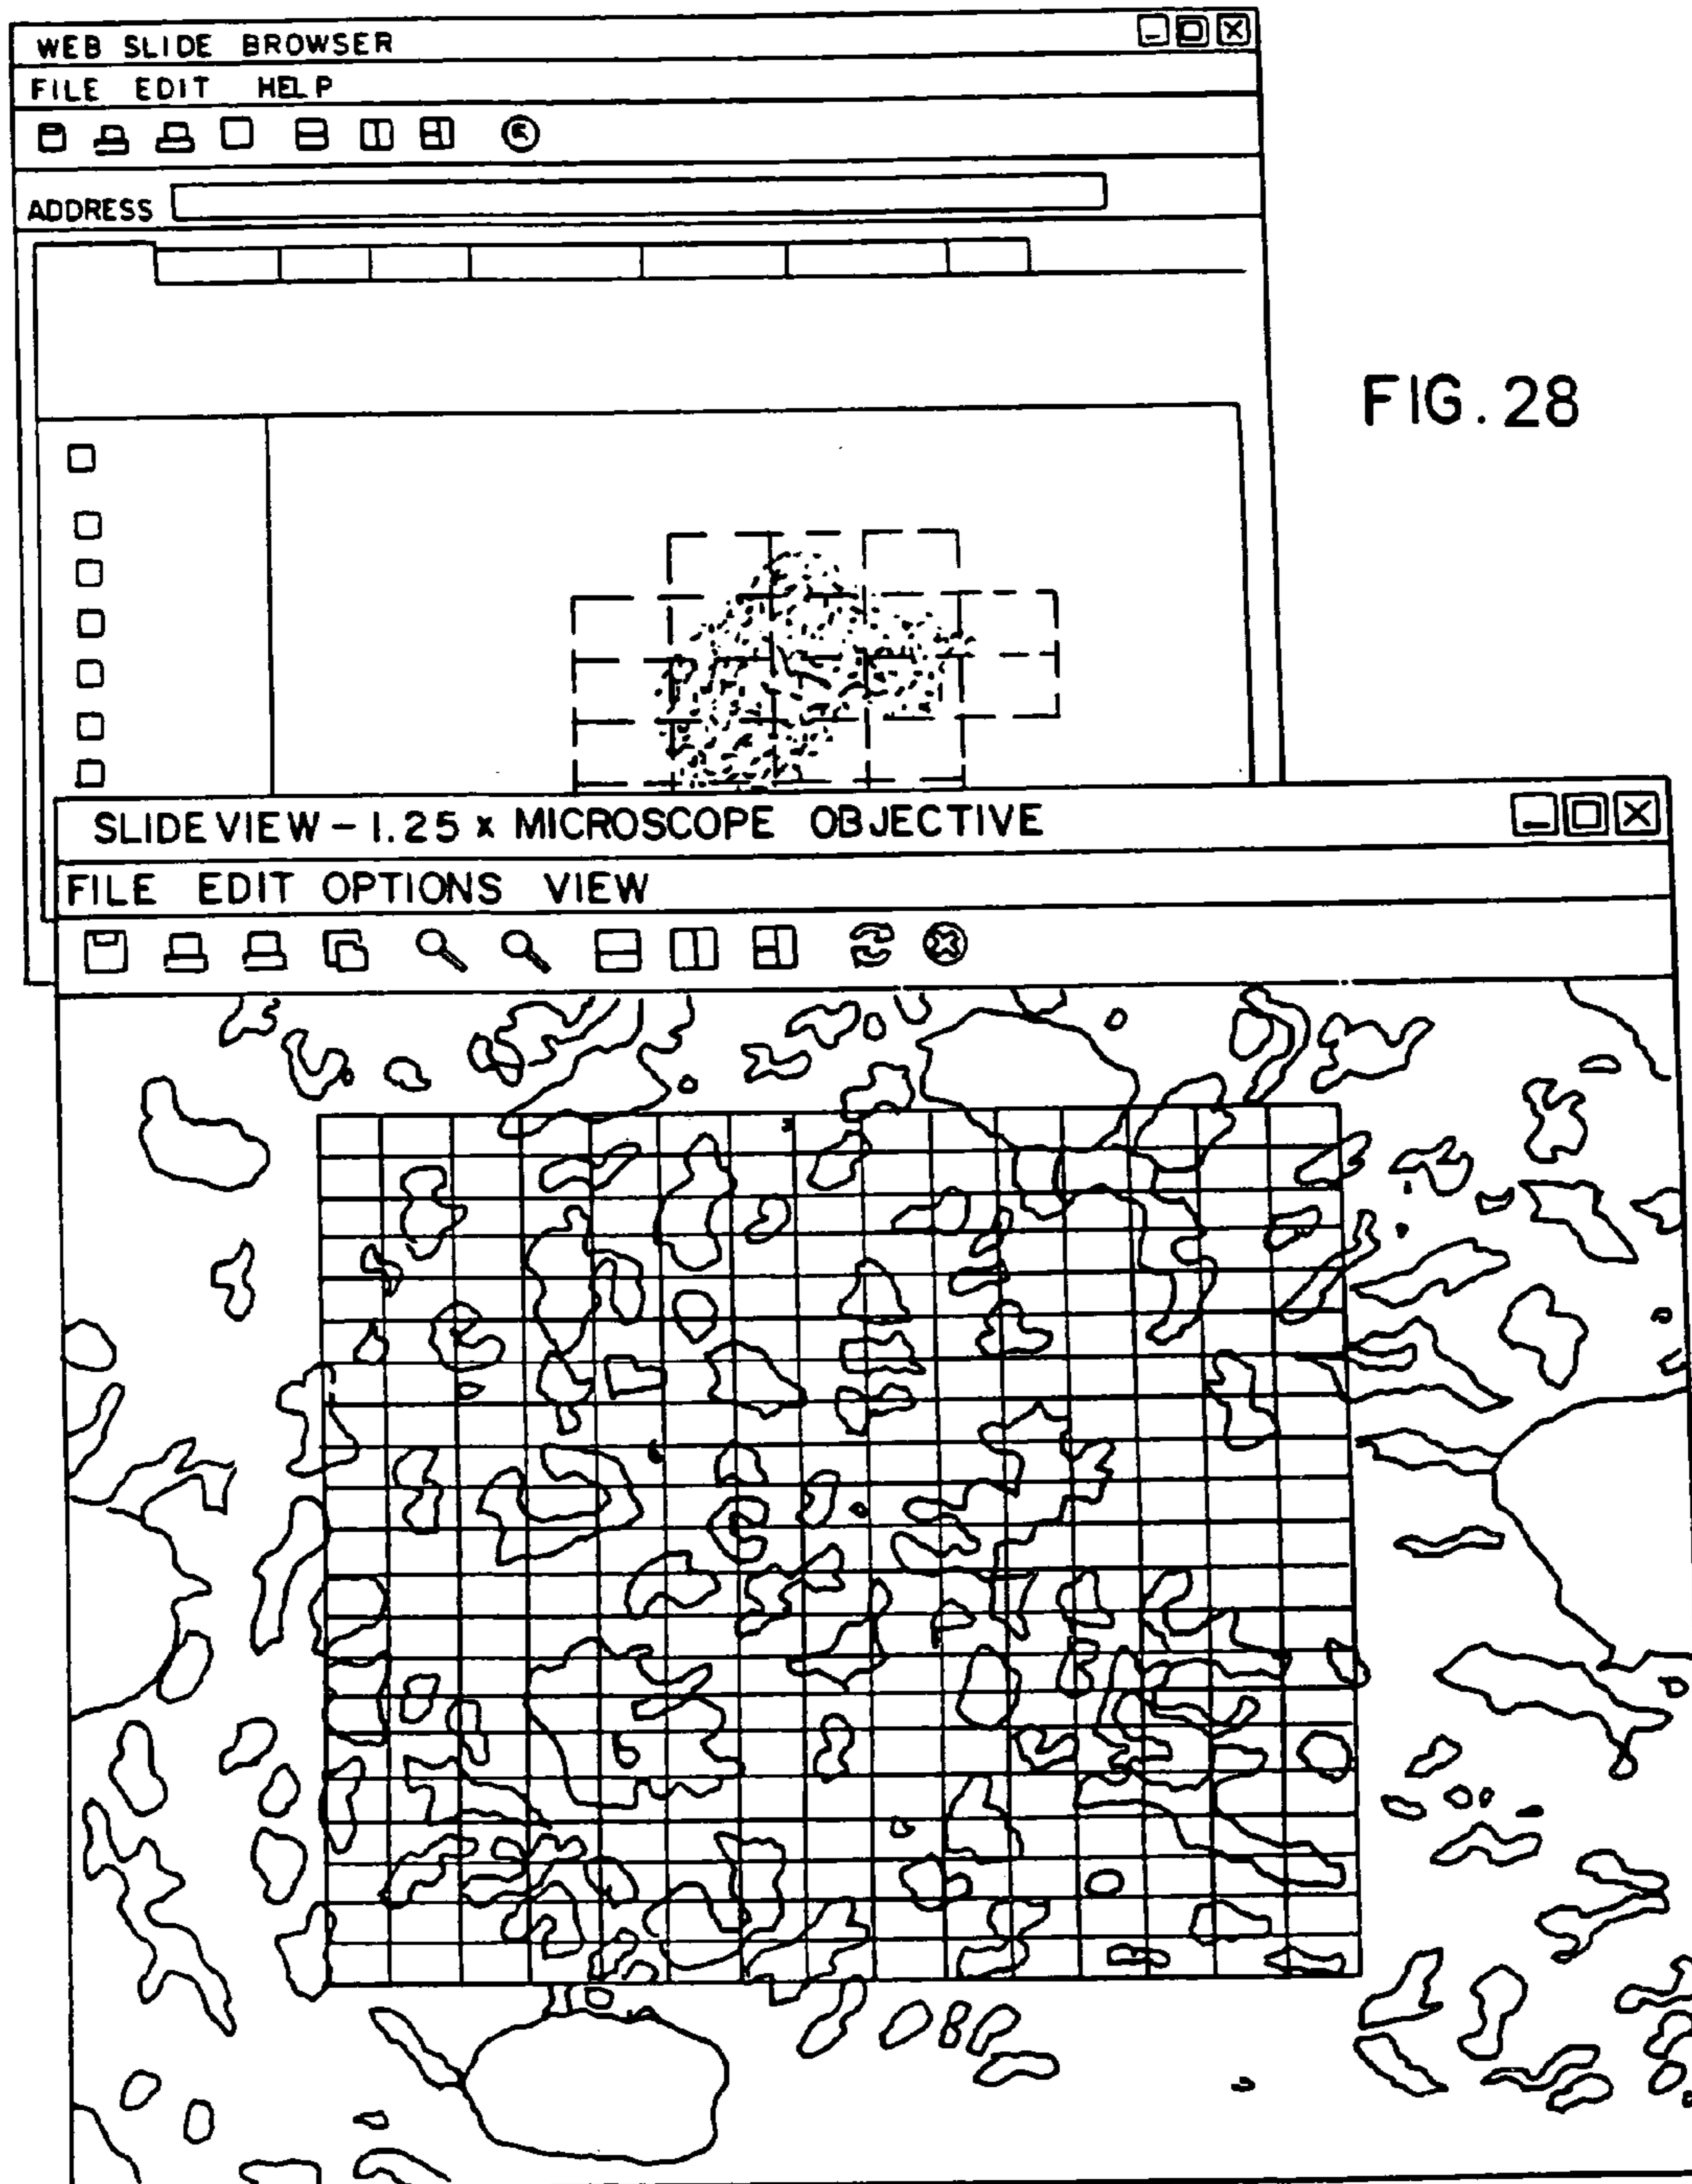 WEB SLIDE BROWSER
FILE EDIT HELP
ADDRESS
FIG. 28
SLIDEVIEW - 1.25 x MICROSCOPE OBJECTIVE
FILE EDIT OPTIONS VIEW